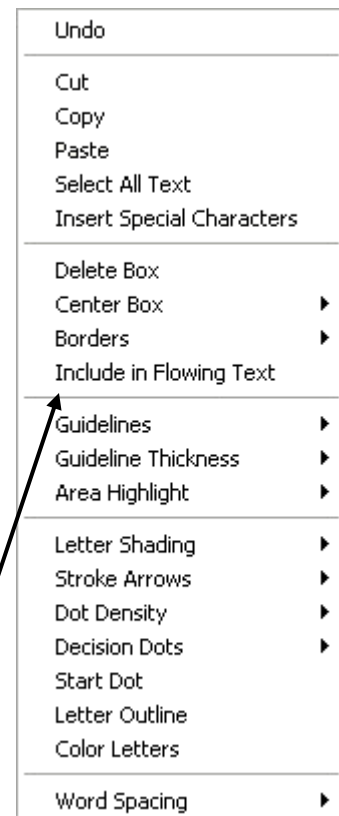 Undo
Cut
Copy
Paste
Select All Text
Insert Special Characters
Delete Box
Center Box
Borders
Include in Flowing Text
Guidelines
Guideline Thickness
Area Highlight
Letter Shading
Stroke Arrows
Dot Density
Decision Dots
Start Dot
Letter Outline
Color Letters
Word Spacing